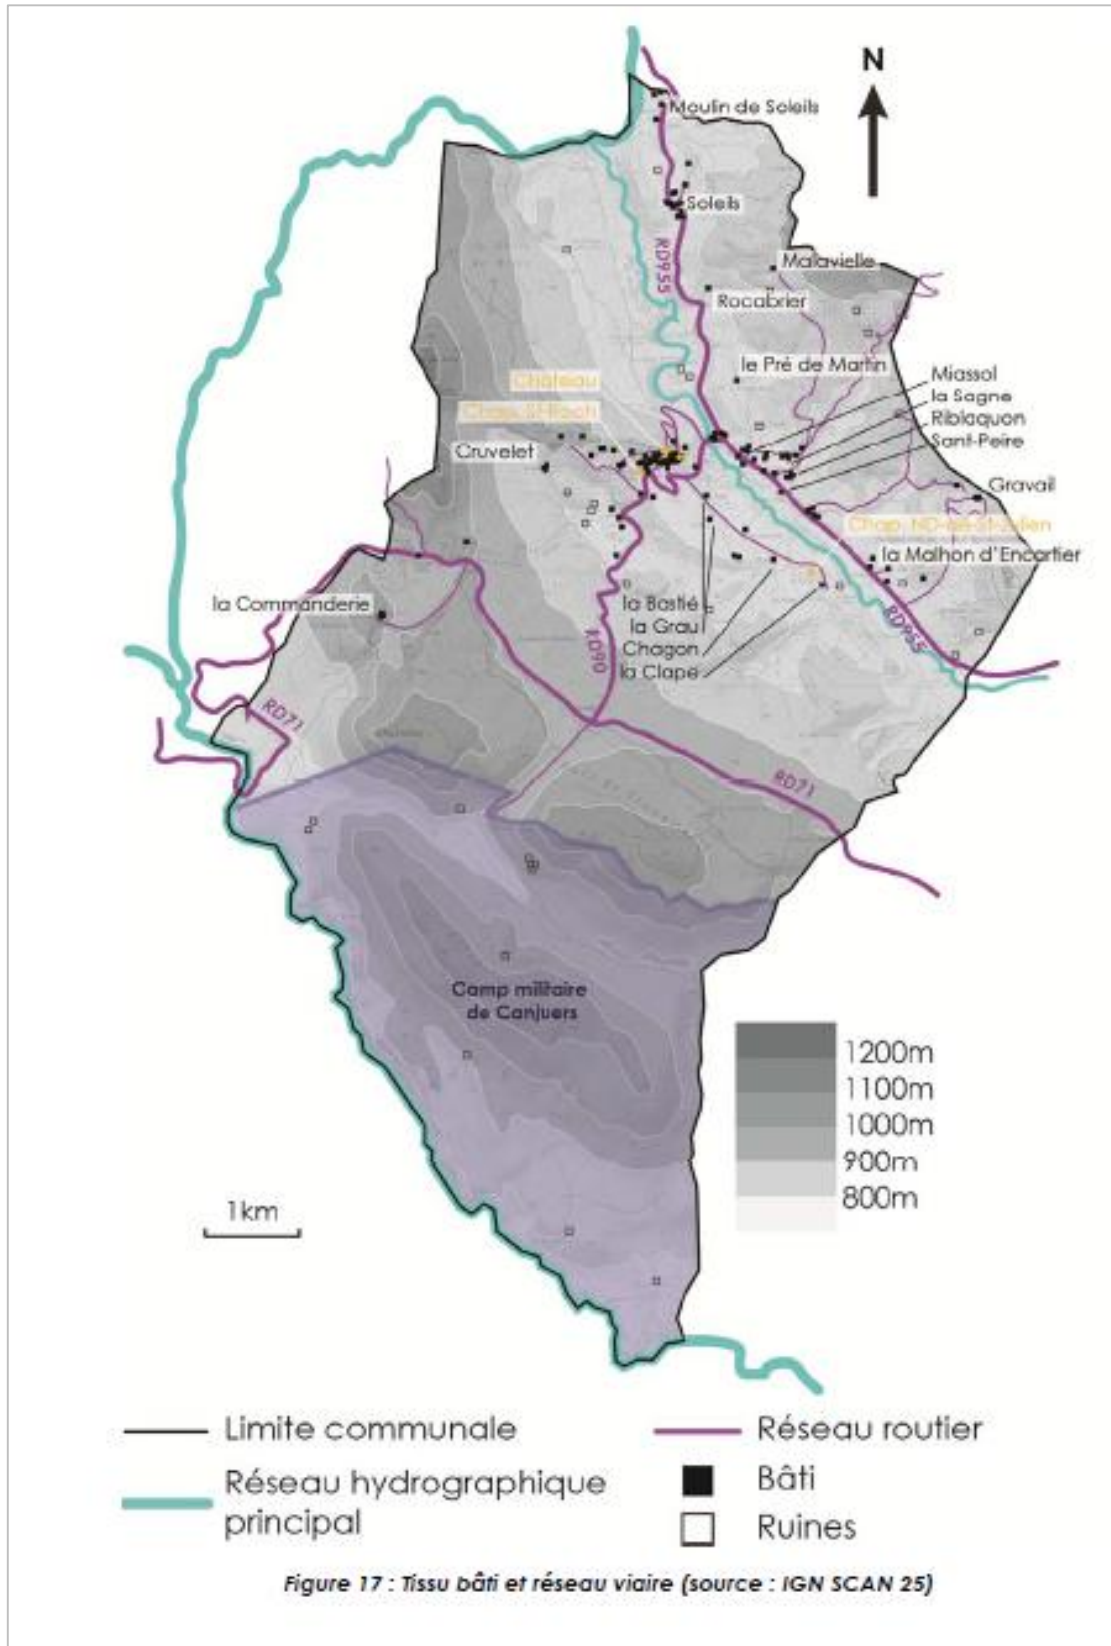 N
Moulin de Soleils
Soleils
RD955
Malavielle
Rocabrier
le Pré de Martin
Miassol
la Sagne
Riblaquon
Sant-Peire
Château
Chap. St-Roch
Cruvelet
Gravail
Chap. ND-de-St-Julien
la Malhon d'Encartier
la Commanderie
la Bastié
la Grau
Chagon
la Clape
RD90
RD955
RD71
RD71
Camp militaire
de Canjuers
1200m
1100m
1000m
900m
800m
1km
Limite communale
Réseau hydrographique
principal
Réseau routier
Bâti
Ruines
Figure 17 : Tissu bâti et réseau viaire (source : IGN SCAN 25)